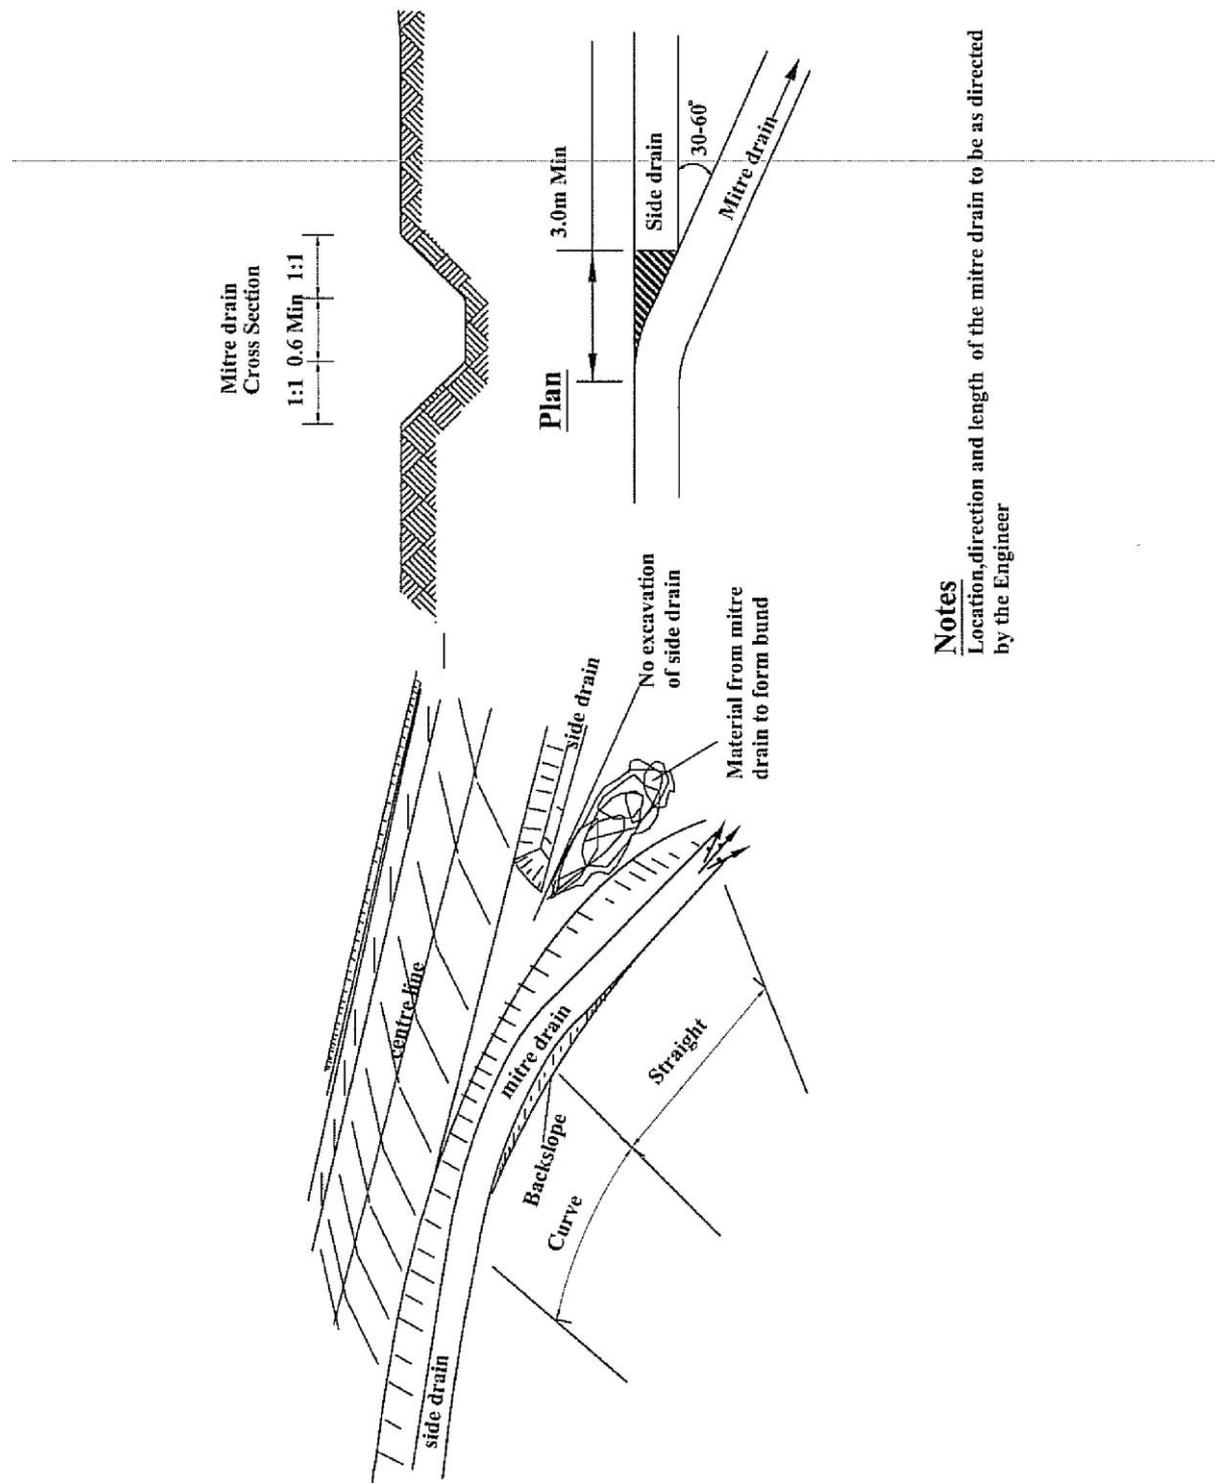 Mitre drain
Cross Section
1:1
0.6 Min
1:1
Plan
3.0m Min
Side drain
30-60°
Mitre drain
centre line
side drain
side drain
mitre drain
Backslope
Curve
Straight
No excavation
of side drain
Material from mitre
drain to form bund
Notes
Location,direction and length of the mitre drain to be as directed
by the Engineer